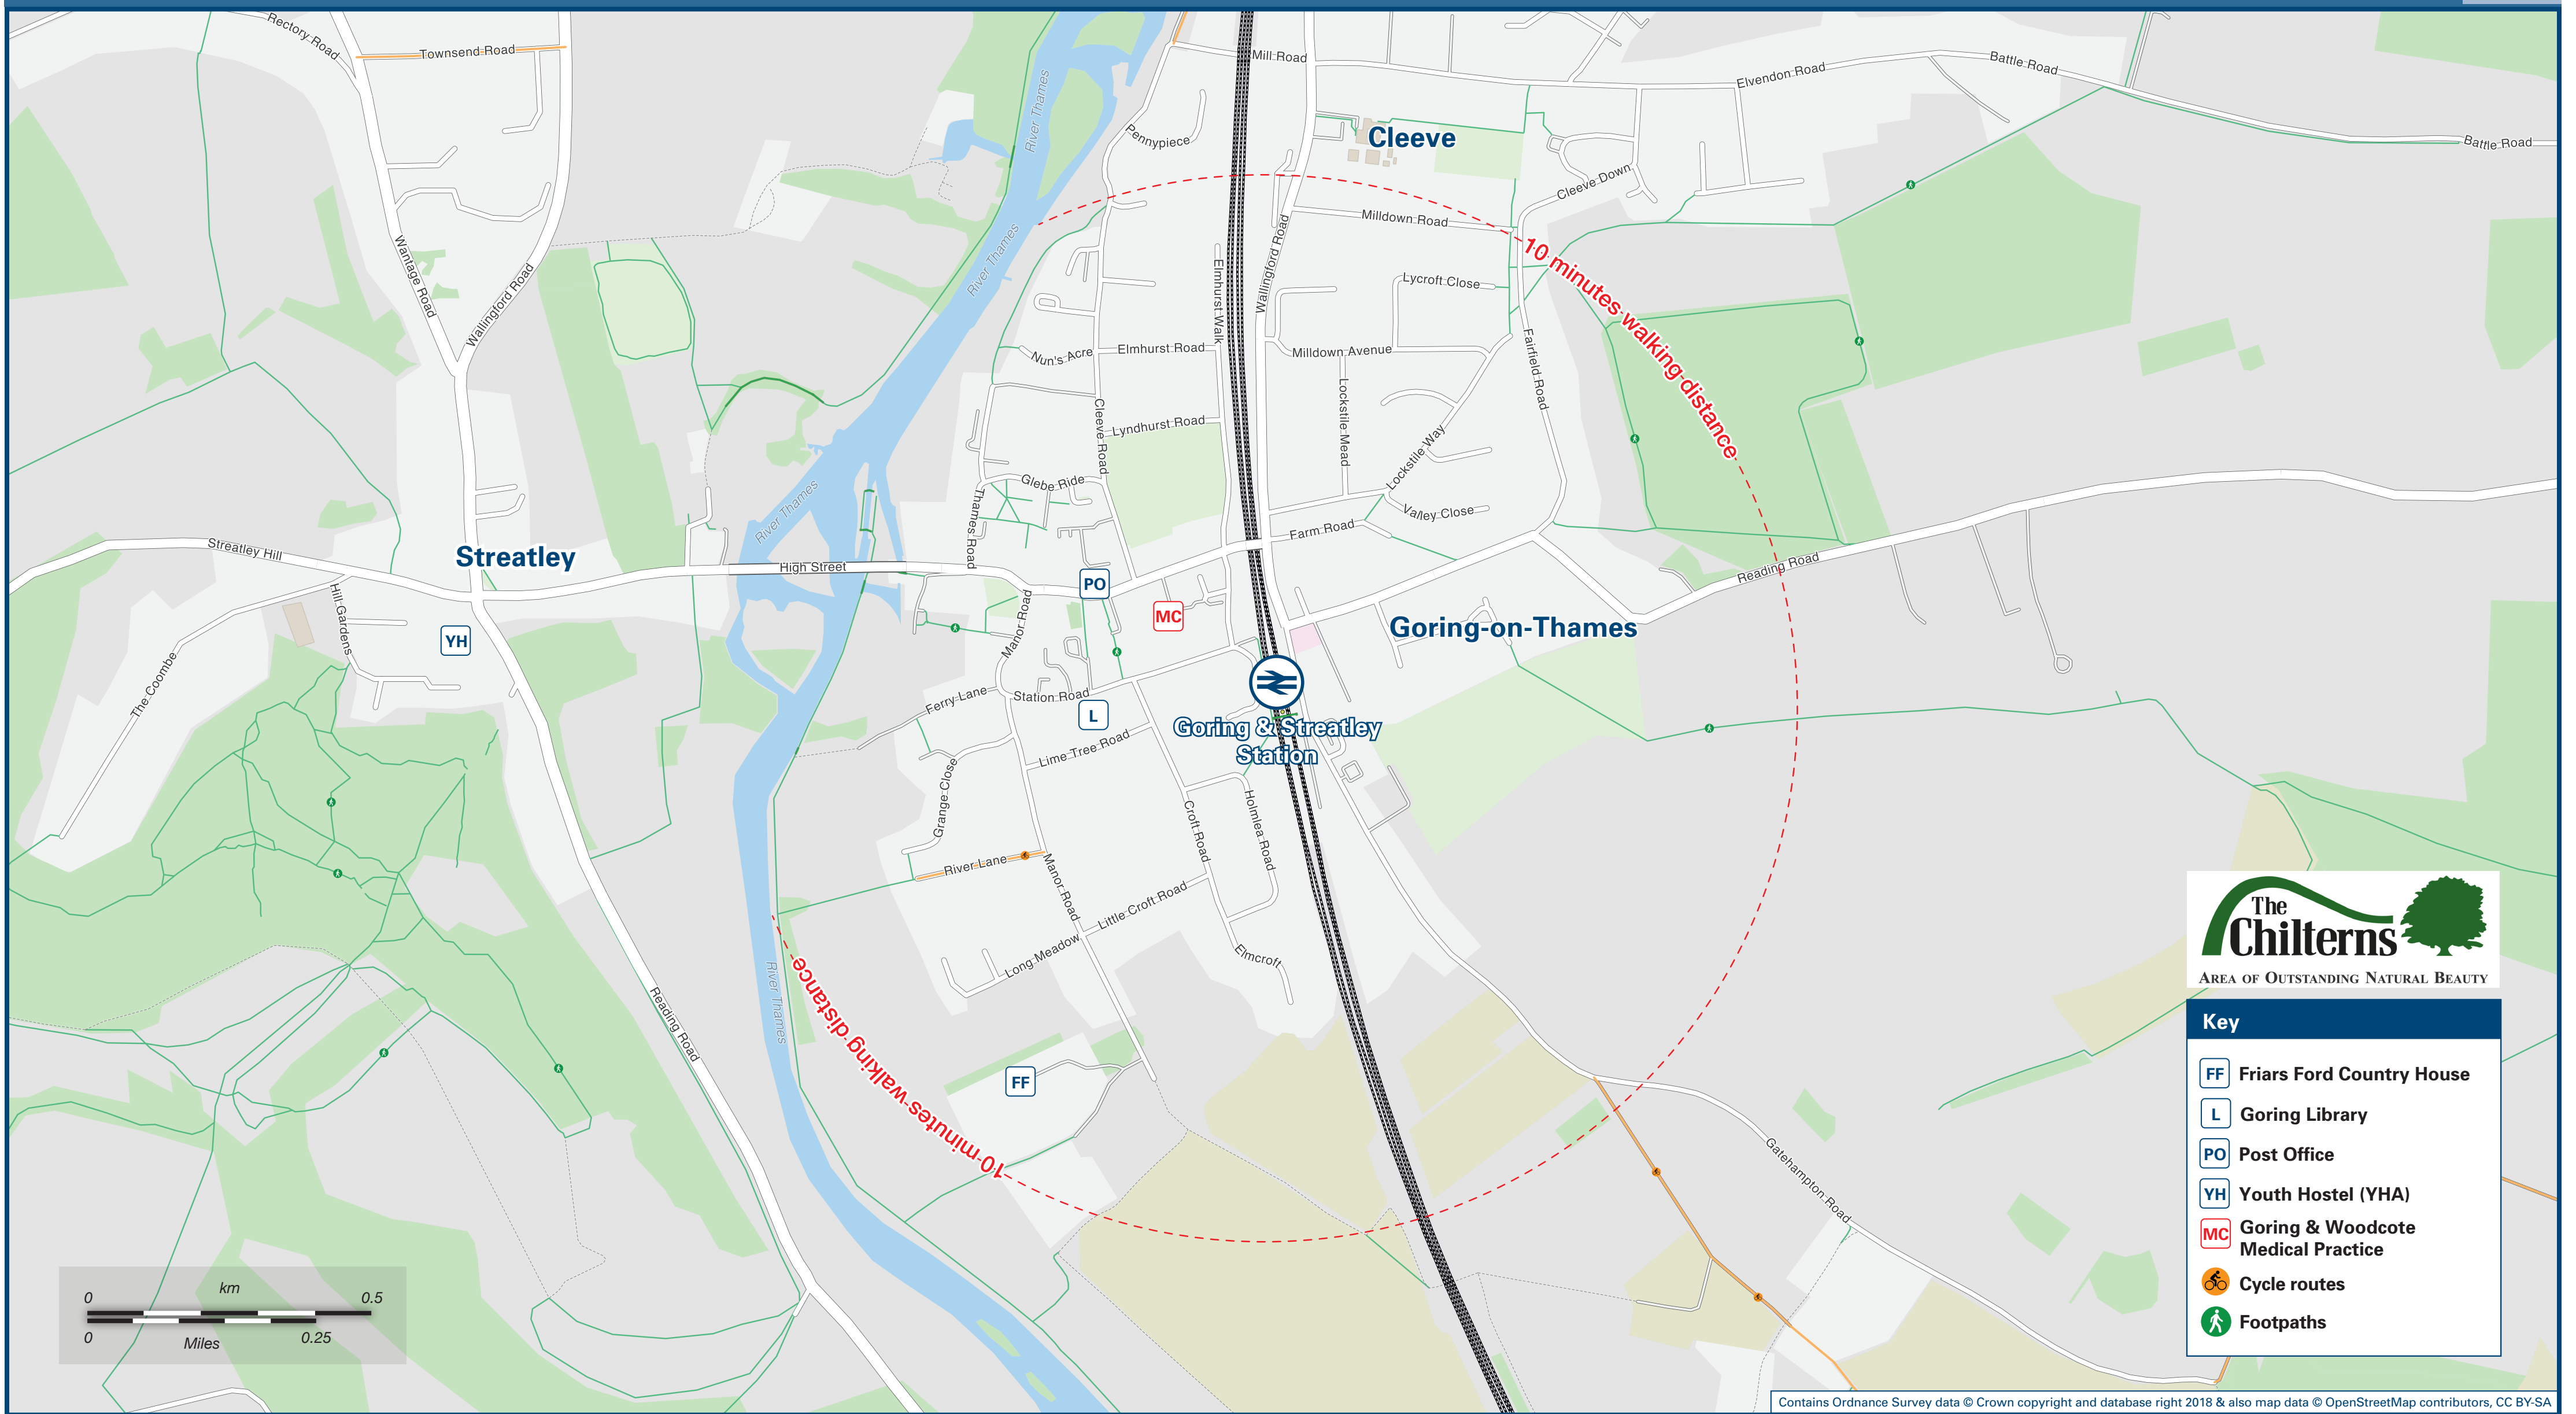 Rectory Road
Townsend Road
Mill Road
Elvendon Road
Battle Road
Battle Road
River Thames
Pennypiece
Cleeve
Cleeve Down
Milldown Road
Wallingford Road
Wantage Road
Wallingford Road
River Thames
Elmhurst Walk
Lycroft Close
10 minutes walking distance
Nun's Acre
Elmhurst Road
Milldown Avenue
Fairfield Road
Lockstile Mead
Cleeve Road
Lyndhurst Road
Lockstile Way
Glebe Ride
River Thames
Thames Road
Valley Close
Farm Road
Streatley Hill
Streatley
High Street
Reading Road
Hill Gardens
PO
Manor Road
MC
Goring-on-Thames
YH
The Coombe
Ferry Lane
Station Road
L
Goring & Streatley
Station
Lime Tree Road
Grange Close
Croft Road
Holmlea Road
River Lane
Manor Road
Little Croft Road
Long Meadow
Elmcroft
River Thames
Reading Road
10 minutes walking distance
FF
Gatehampton Road
The
Chilterns
Area of Outstanding Natural Beauty
Key
FF Friars Ford Country House
L Goring Library
PO Post Office
YH Youth Hostel (YHA)
MC Goring & Woodcote
Medical Practice
Cycle routes
Footpaths
km
0 0.5
0 0.25
Miles
Contains Ordnance Survey data © Crown copyright and database right 2018 & also map data © OpenStreetMap contributors, CC BY-SA